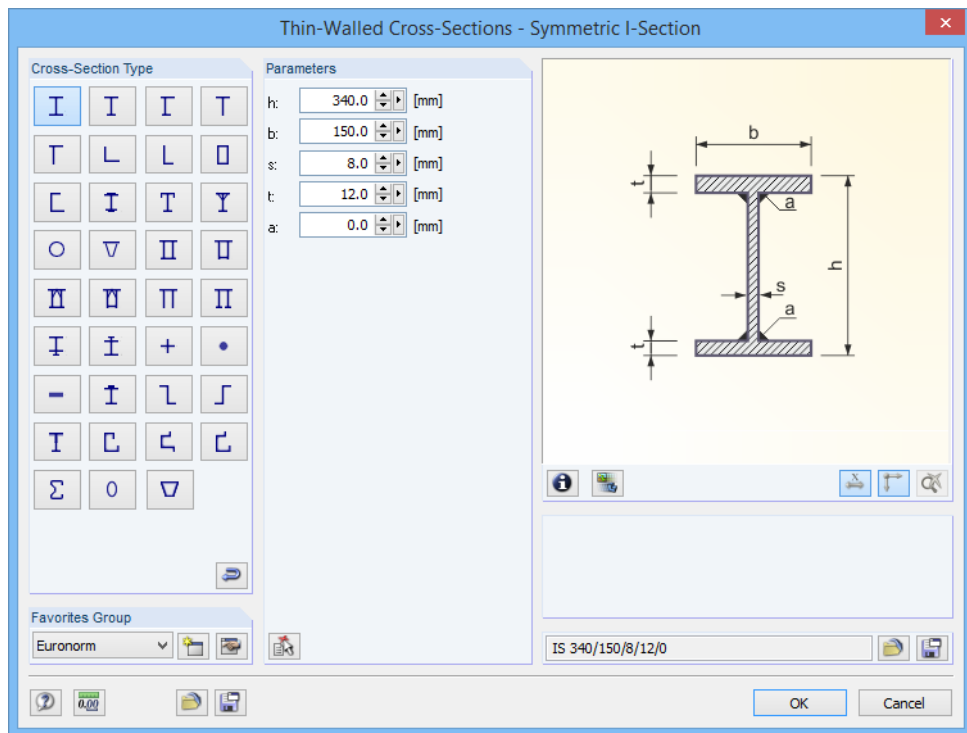 Thin-Walled Cross-Sections - Symmetric I-Section
Cross-Section Type
Parameters
h: 340.0 [mm]
b: 150.0 [mm]
s: 8.0 [mm]
t: 12.0 [mm]
a: 0.0 [mm]
b
t
a
h
s
a
t
x
Favorites Group
Euronorm
IS 340/150/8/12/0
0.00
OK
Cancel